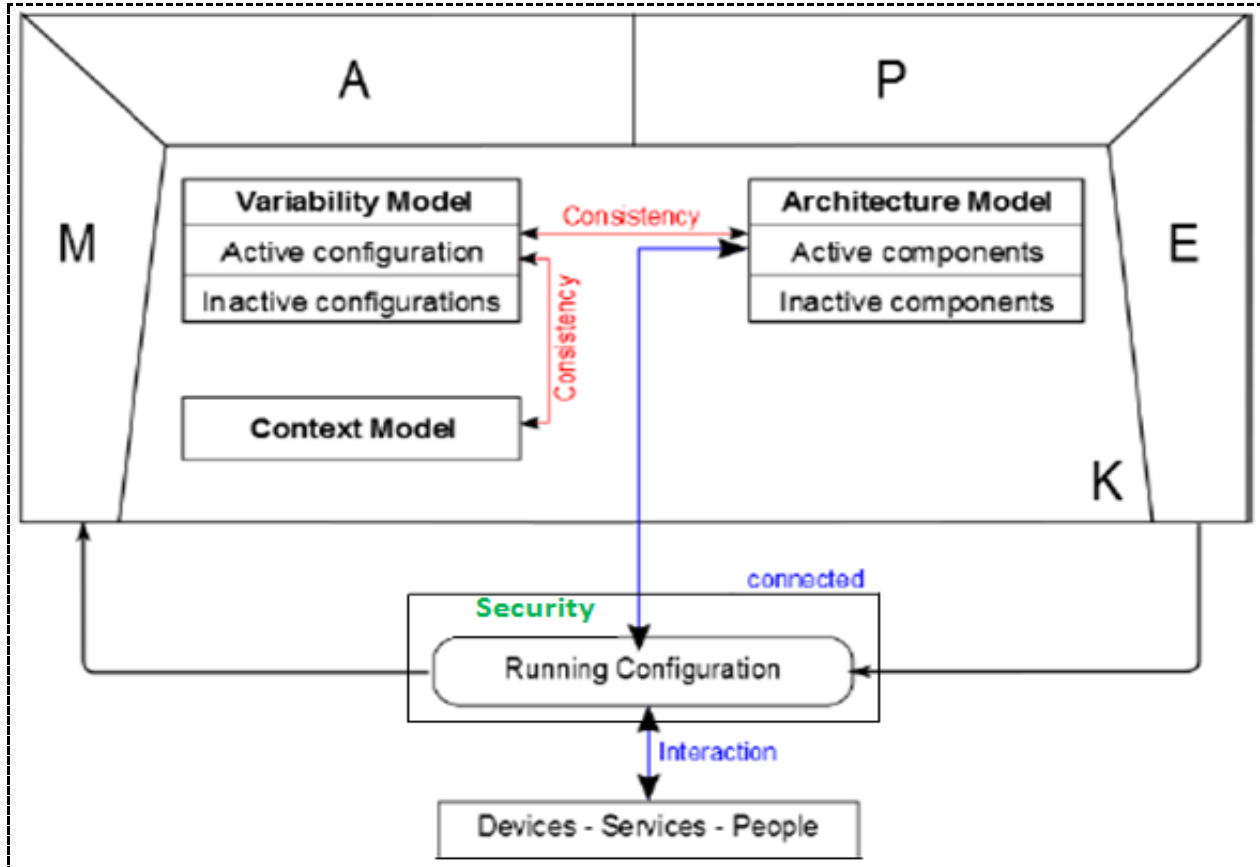 A
P
M
E
K
Variability Model
Active configuration
Inactive configurations
Consistency
Architecture Model
Active components
Inactive components
Consistency
Context Model
connected
Security
Running Configuration
Interaction
Devices - Services - People